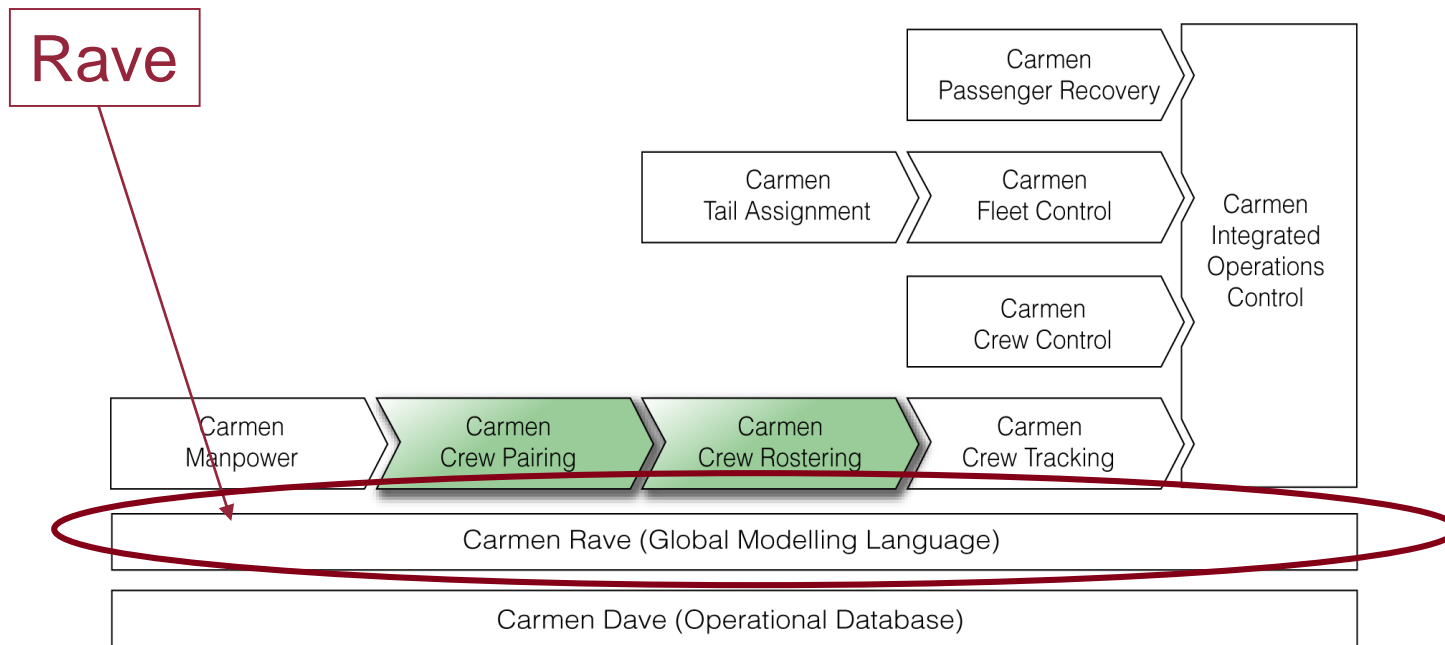 Rave
Carmen
Passenger Recovery
Carmen
Tail Assignment
Carmen
Fleet Control
Carmen
Integrated
Operations
Control
Carmen
Crew Control
Carmen
Manpower
Carmen
Crew Pairing
Carmen
Crew Rostering
Carmen
Crew Tracking
Carmen Rave (Global Modelling Language)
Carmen Dave (Operational Database)